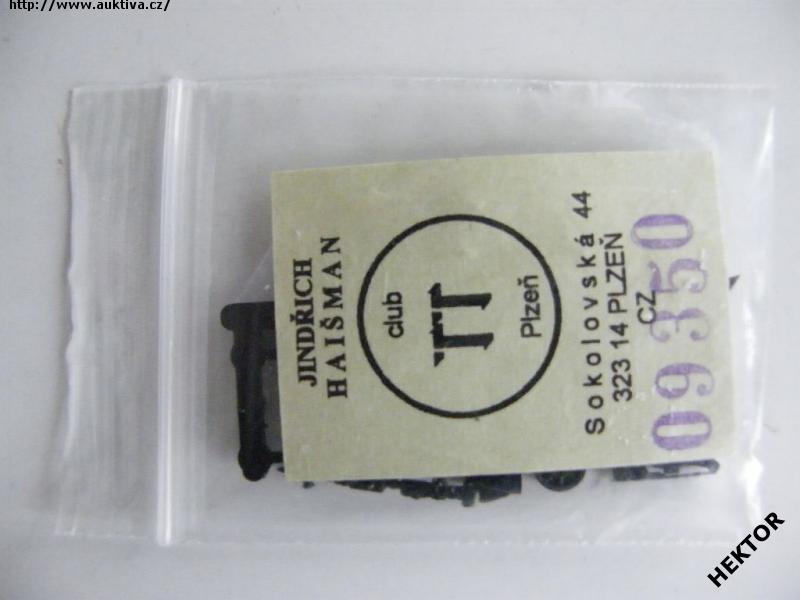 http://www.auktiva.cz/
JINDŘICH
HAIŠMAN
club
TT
Plzeň
Sokolovská 44
323 14 PLZEŇ
CZ
09350
HEKTOR